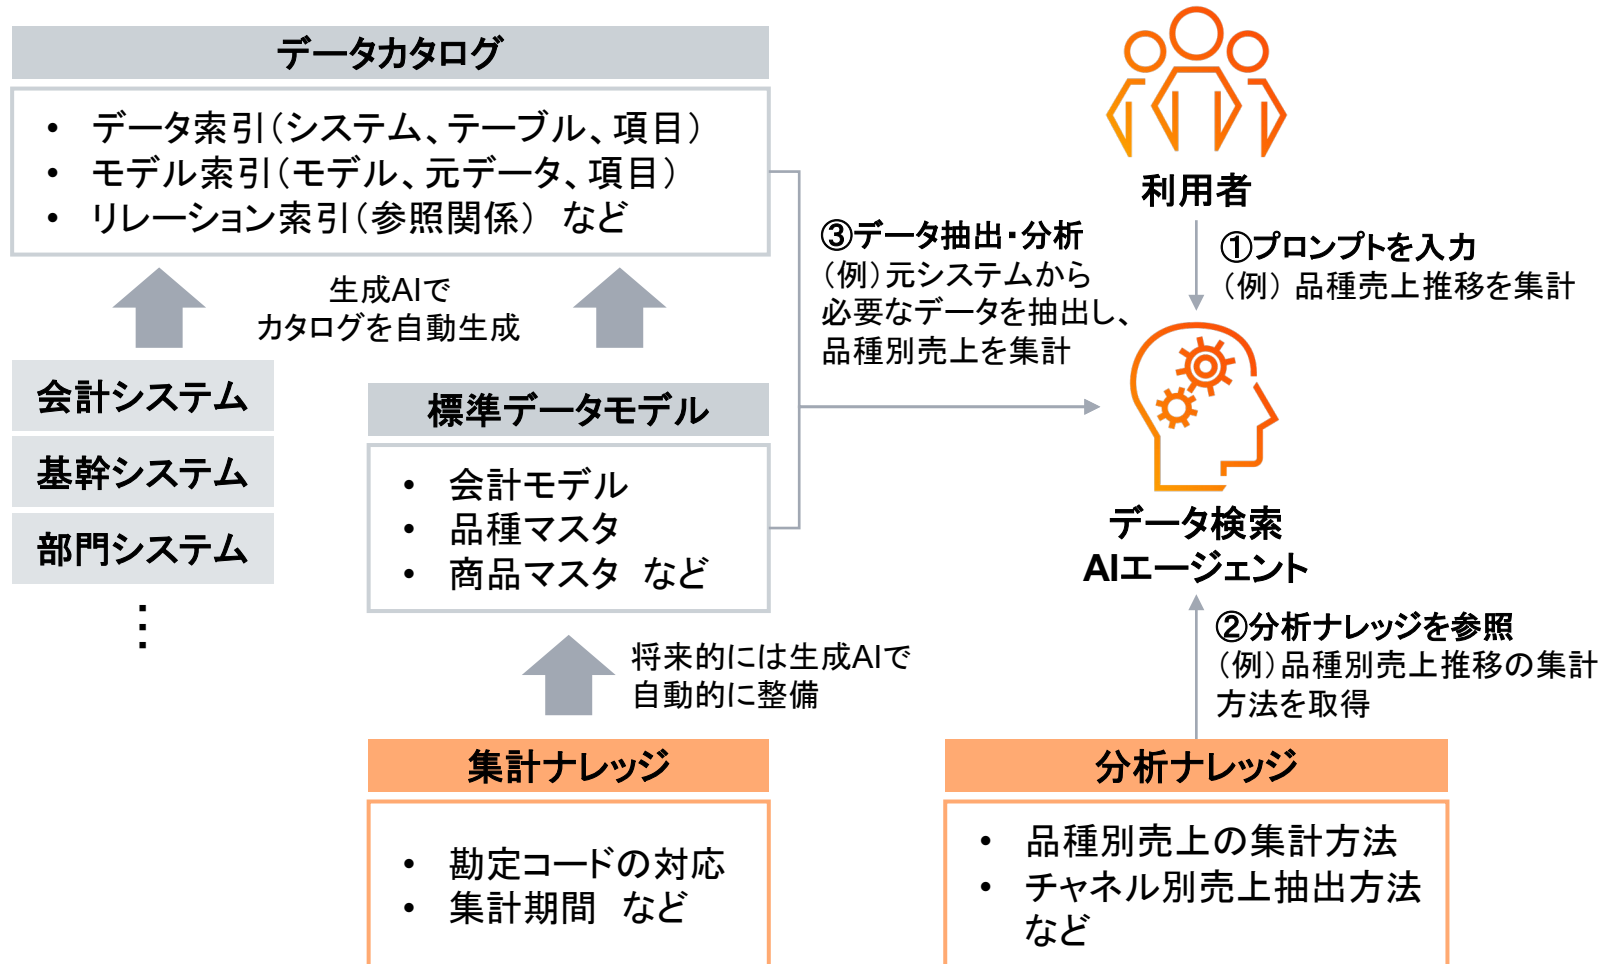 データカタログ
• データ索引(システム、テーブル、項目)
• モデル索引(モデル、元データ、項目)
• リレーション索引(参照関係) など
生成AIで
カタログを自動生成
会計システム
基幹システム
部門システム
⋮
標準データモデル
• 会計モデル
• 品種マスタ
• 商品マスタ など
将来的には生成AIで
自動的に整備
集計ナレッジ
• 勘定コードの対応
• 集計期間 など
利用者
①プロンプトを入力
(例) 品種売上推移を集計
③データ抽出・分析
(例)元システムから
必要なデータを抽出し、
品種別売上を集計
データ検索
AIエージェント
②分析ナレッジを参照
(例)品種別売上推移の集計
方法を取得
分析ナレッジ
• 品種別売上の集計方法
• チャネル別売上抽出方法
など